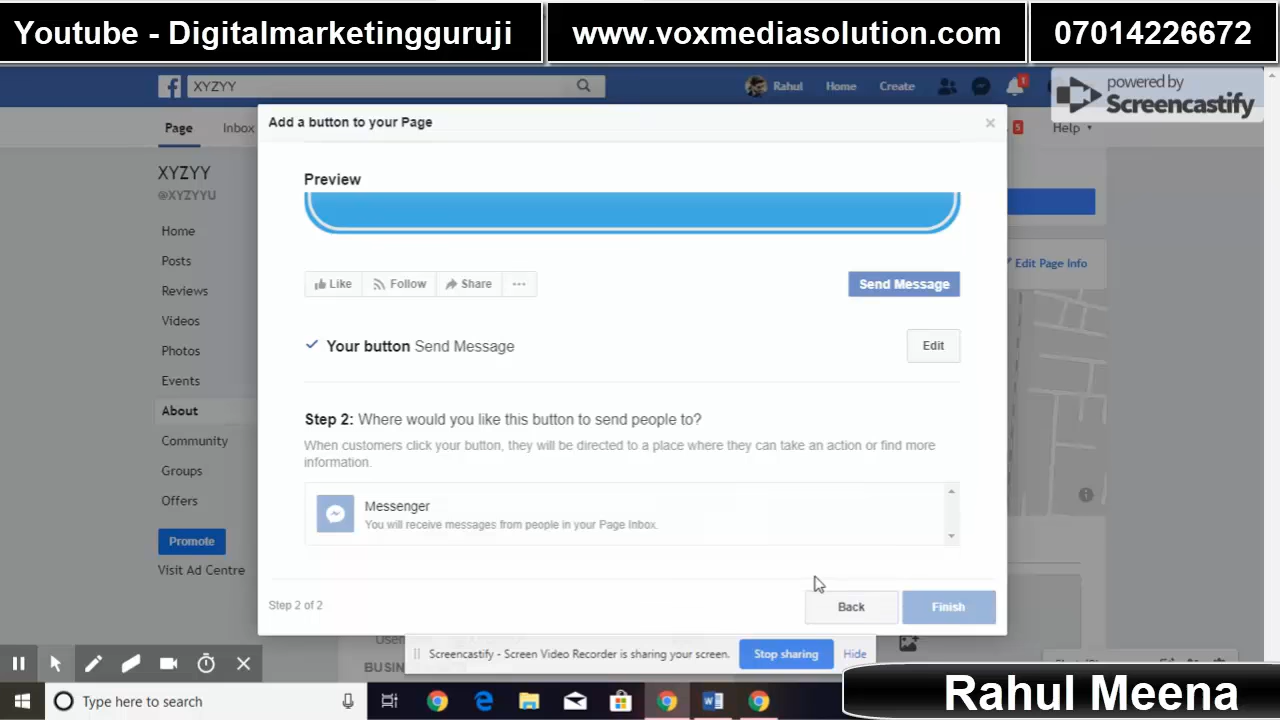 Youtube - Digitalmarketingguruji
www.voxmediasolution.com
07014226672
XYZYY
Rahul
Home
Create
1
powered by
Screencastify
Page
Inbox
5
Help
Add a button to your Page
×
XYZYY
@XYZYYU
Home
Posts
Reviews
Videos
Photos
Events
About
Community
Groups
Offers
Promote
Visit Ad Centre
Preview
Like
Follow
Share
...
Send Message
Edit Page Info
Your button Send Message
Edit
Step 2: Where would you like this button to send people to?
When customers click your button, they will be directed to a place where they can take an action or find more
information.
Messenger
You will receive messages from people in your Page Inbox.
Step 2 of 2
Back
Finish
BUSIN
Screencastify - Screen Video Recorder is sharing your screen.
Stop sharing
Hide
Type here to search
Rahul Meena